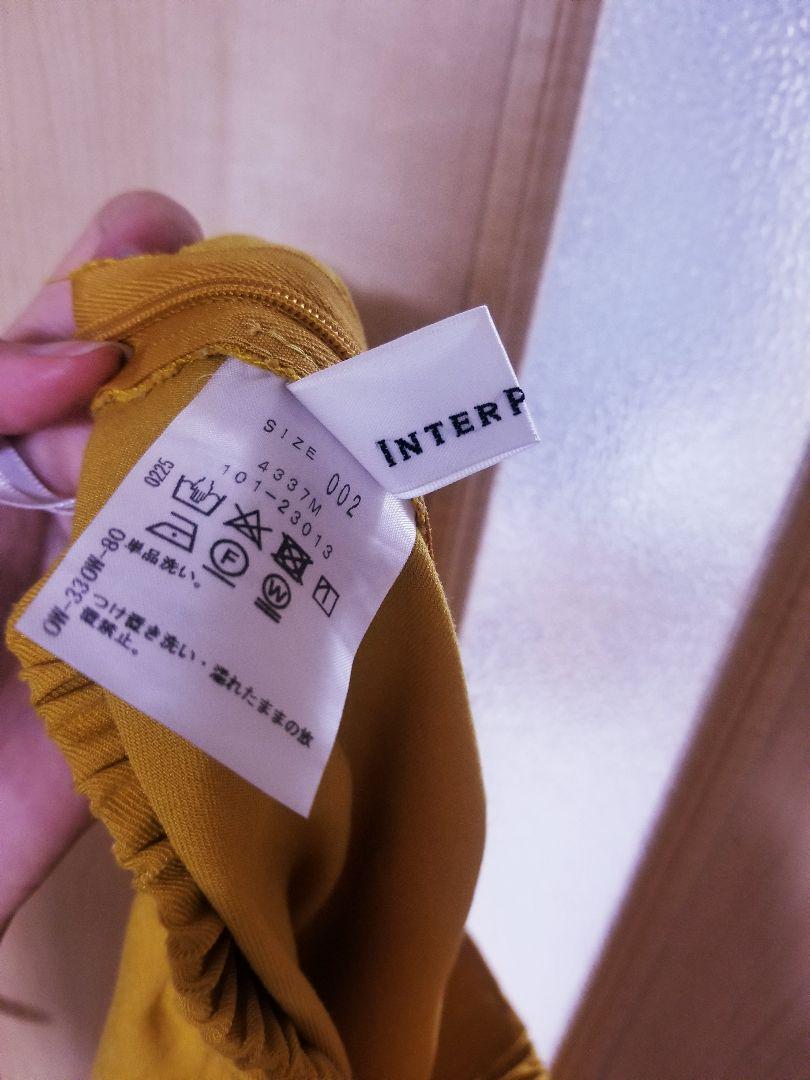 INTERP
SIZE 002
4337M
101-23013
0225
F
W
OW-330W-80
単品洗い。
つけ置き洗い・濡れたままの放
置禁止。